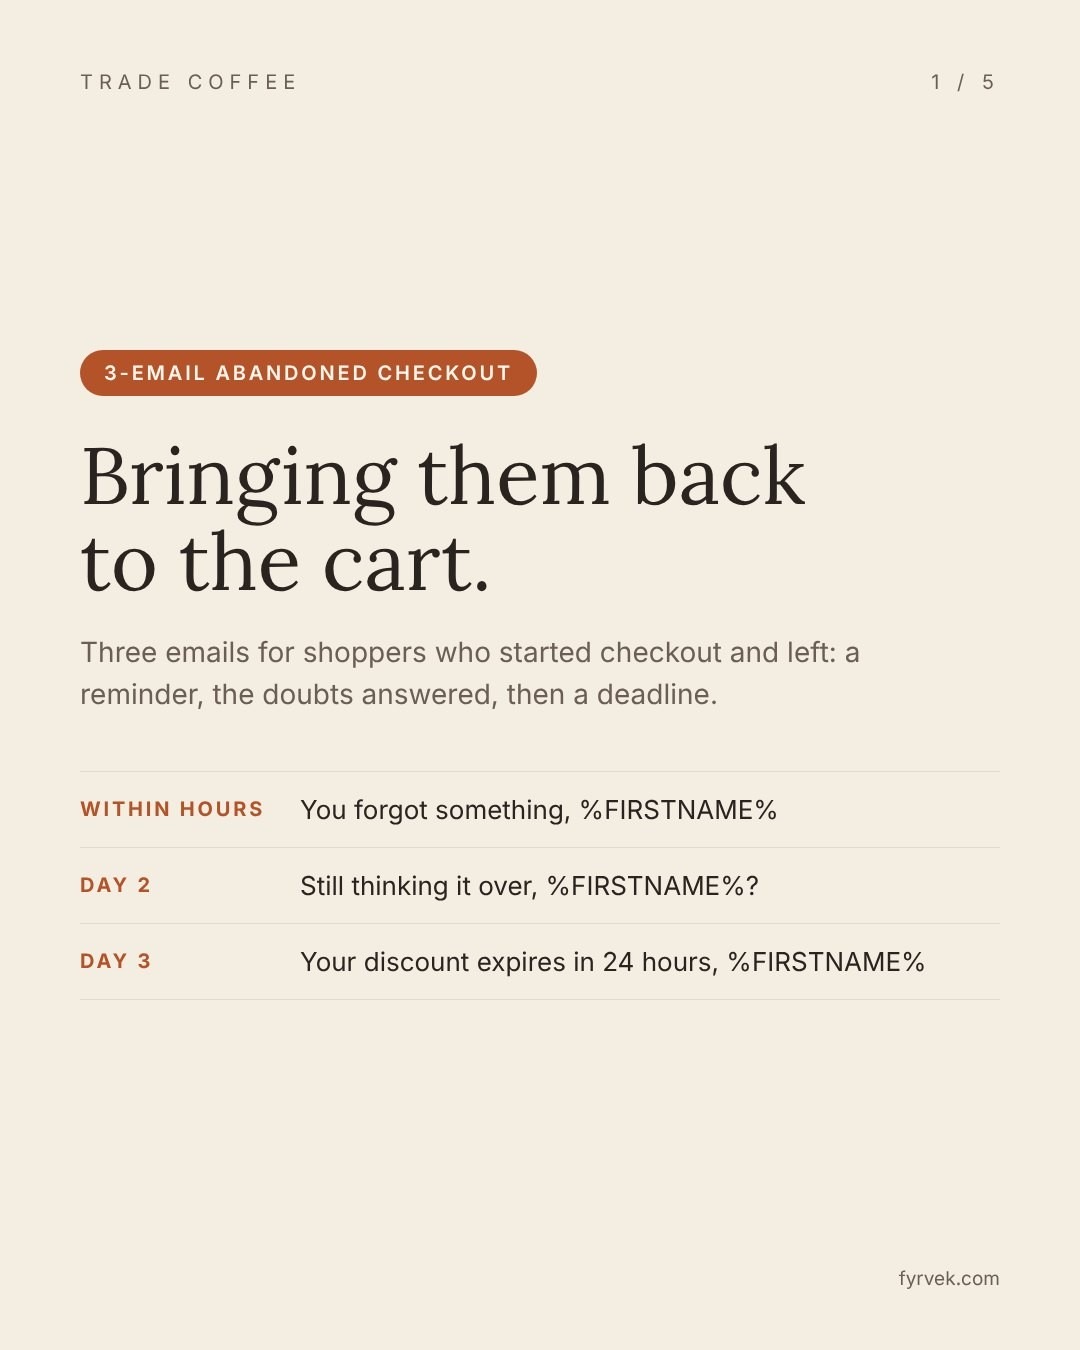 TRADE COFFEE
1 / 5
3-EMAIL ABANDONED CHECKOUT
Bringing them back
to the cart.
Three emails for shoppers who started checkout and left: a
reminder, the doubts answered, then a deadline.
WITHIN HOURS You forgot something, %FIRSTNAME%
DAY 2 Still thinking it over, %FIRSTNAME%?
DAY 3 Your discount expires in 24 hours, %FIRSTNAME%
fyrvek.com